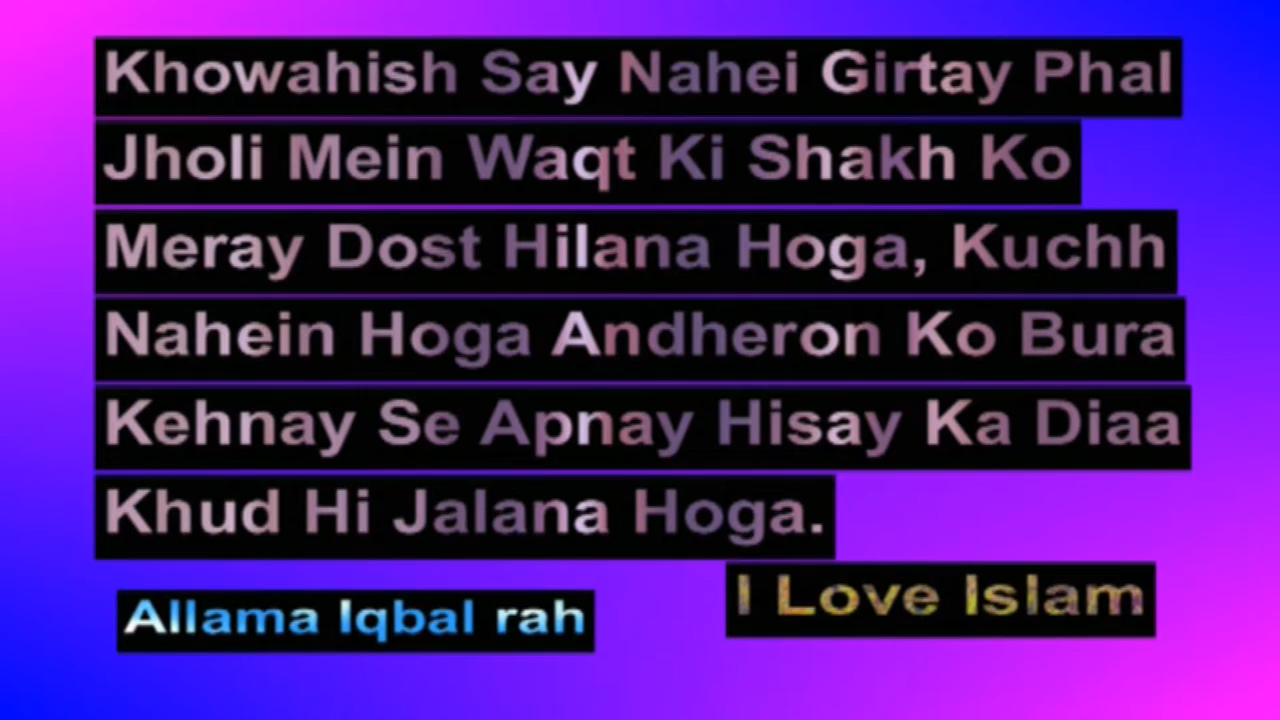 Khowahish Say Nahei Girtay Phal
Jholi Mein Waqt Ki Shakh Ko
Meray Dost Hilana Hoga, Kuchh
Nahein Hoga Andheron Ko Bura
Kehnay Se Apnay Hisay Ka Diaa
Khud Hi Jalana Hoga.
I Love Islam
Allama Iqbal rah